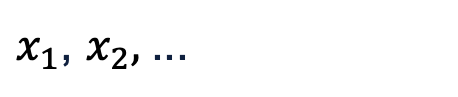 𝒙₁, 𝒙₂, ...